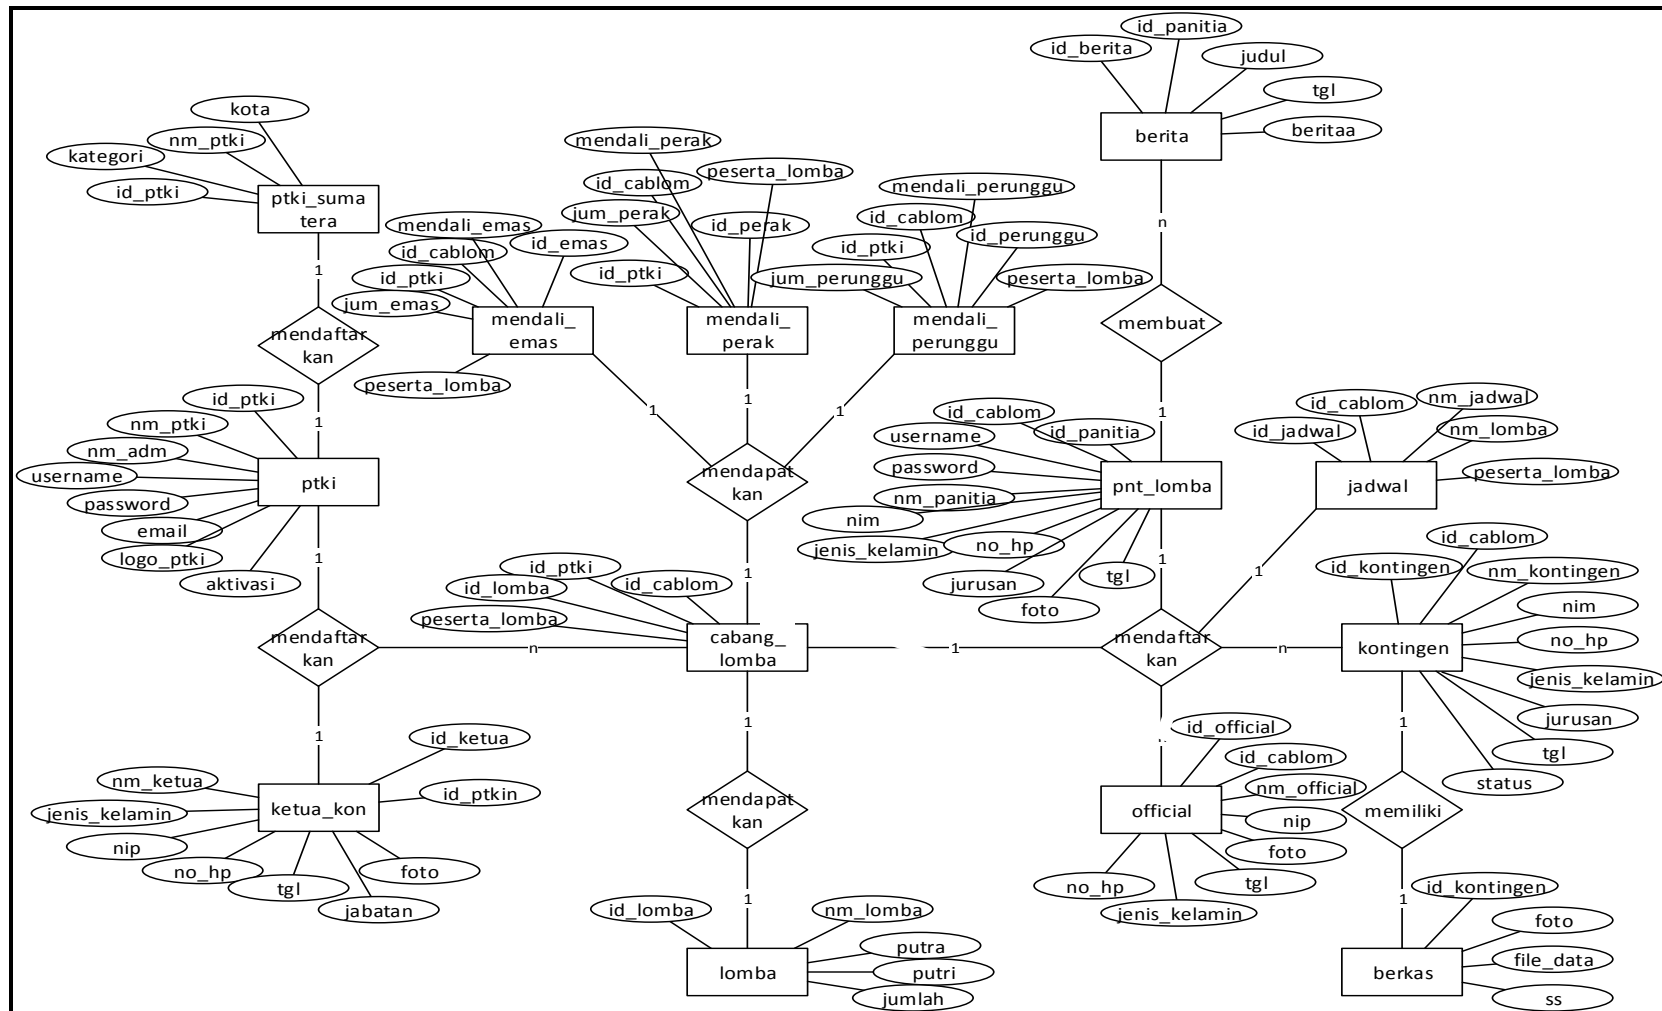 id_panitia
id_berita
judul
tgl
beritaa
berita
kota
nm_ptki
kategori
id_ptki
ptki_suma
tera
mendali_perak
peserta_lomba
id_cablom
jum_perak
id_perak
id_ptki
mendali_perunggu
id_cablom
id_perunggu
id_ptki
jum_perunggu
peserta_lomba
mendali_emas
id_emas
id_cablom
id_ptki
jum_emas
n
1
mendaftar
kan
mendali_
emas
mendali_
perak
mendali_
perunggu
membuat
peserta_lomba
1
1
1
1
1
id_ptki
nm_ptki
nm_adm
username
password
email
logo_ptki
aktivasi
ptki
mendapat
kan
id_cablom
id_panitia
username
password
nm_panitia
nim
jenis_kelamin
no_hp
jurusan
foto
tgl
pnt_lomba
id_cablom
nm_jadwal
id_jadwal
nm_lomba
peserta_lomba
jadwal
1
1
1
1
id_ptki
id_cablom
id_lomba
peserta_lomba
id_cablom
id_kontingen
nm_kontingen
nim
no_hp
jenis_kelamin
jurusan
tgl
status
mendaftar
kan
n
cabang_
lomba
1
mendaftar
kan
n
kontingen
1
1
1
id_ketua
nm_ketua
id_ptkin
jenis_kelamin
nip
no_hp
tgl
foto
jabatan
ketua_kon
mendapat
kan
id_official
id_cablom
nm_official
nip
foto
tgl
no_hp
jenis_kelamin
official
memiliki
1
1
id_lomba
nm_lomba
putra
putri
jumlah
lomba
id_kontingen
foto
file_data
ss
berkas